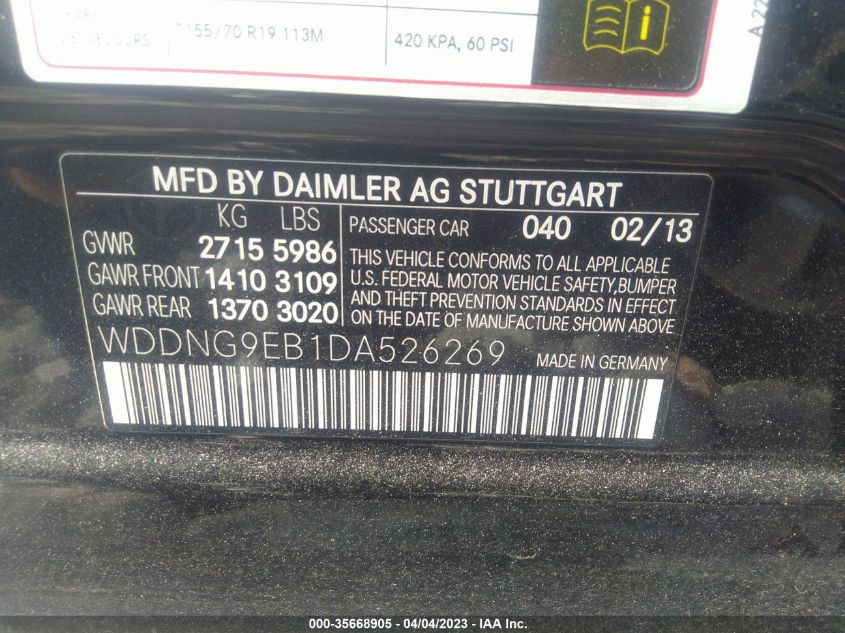 155/70 R19 113M
420 KPA, 60 PSI
A 22
MFD BY DAIMLER AG STUTTGART
KG LBS
GVWR 2715 5986
GAWR FRONT 1410 3109
GAWR REAR 1370 3020
PASSENGER CAR 040 02/13
THIS VEHICLE CONFORMS TO ALL APPLICABLE
U.S. FEDERAL MOTOR VEHICLE SAFETY,BUMPER
AND THEFT PREVENTION STANDARDS IN EFFECT
ON THE DATE OF MANUFACTURE SHOWN ABOVE
WDDNG9EB1DA526269
MADE IN GERMANY
000-35668905 - 04/04/2023 - IAA Inc.